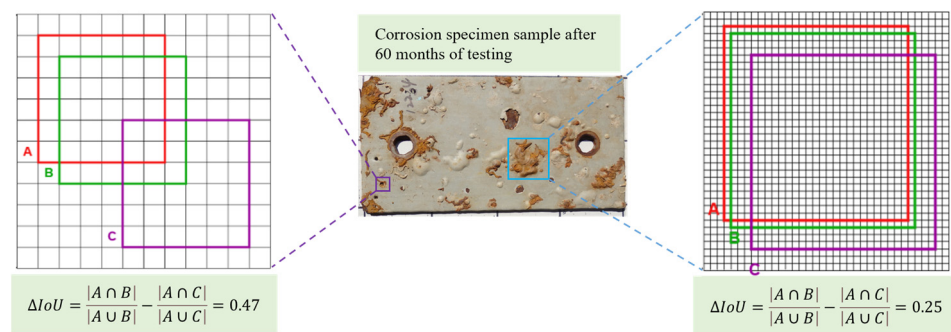 Corrosion specimen sample after
60 months of testing
A
B
C
A
B
C
ΔIoU = |A ∩ B| / |A ∪ B| − |A ∩ C| / |A ∪ C| = 0.47
ΔIoU = |A ∩ B| / |A ∪ B| − |A ∩ C| / |A ∪ C| = 0.25